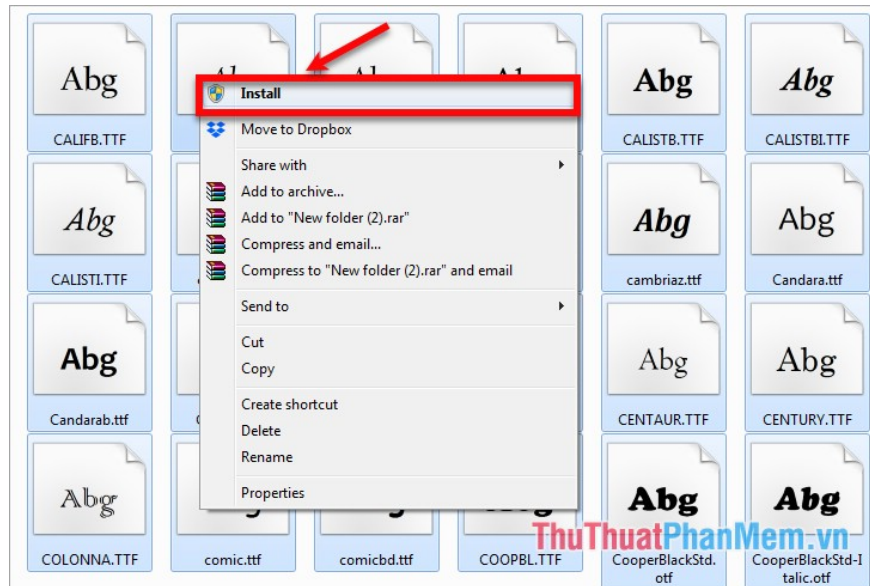 Abg
Abg
Abg
CALIFB.TTF
CALISTB.TTF
CALISTBI.TTF
Install
Move to Dropbox
Share with
Add to archive...
Add to "New folder (2).rar"
Compress and email...
Compress to "New folder (2).rar" and email
Send to
Cut
Copy
Create shortcut
Delete
Rename
Properties
Abg
Abg
Abg
CALISTI.TTF
cambriaz.ttf
Candara.ttf
Abg
Abg
Abg
Candarab.ttf
CENTAUR.TTF
CENTURY.TTF
Abg
Abg
Abg
COLONNA.TTF
comic.ttf
comicbd.ttf
COOPBL.TTF
CooperBlackStd.
otf
CooperBlackStd-I
talic.otf
ThuThuatPhanMem.vn